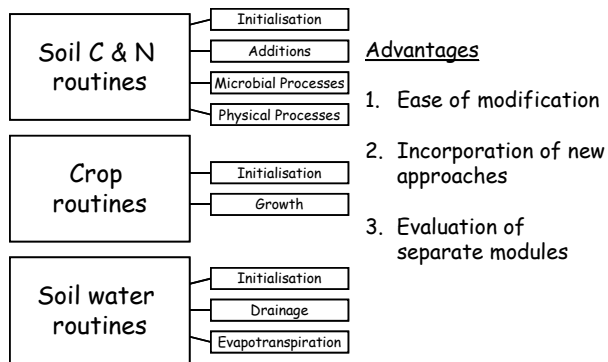 Soil C & N
routines
Initialisation
Additions
Microbial Processes
Physical Processes
Crop
routines
Initialisation
Growth
Soil water
routines
Initialisation
Drainage
Evapotranspiration
Advantages
1. Ease of modification
2. Incorporation of new
approaches
3. Evaluation of
separate modules